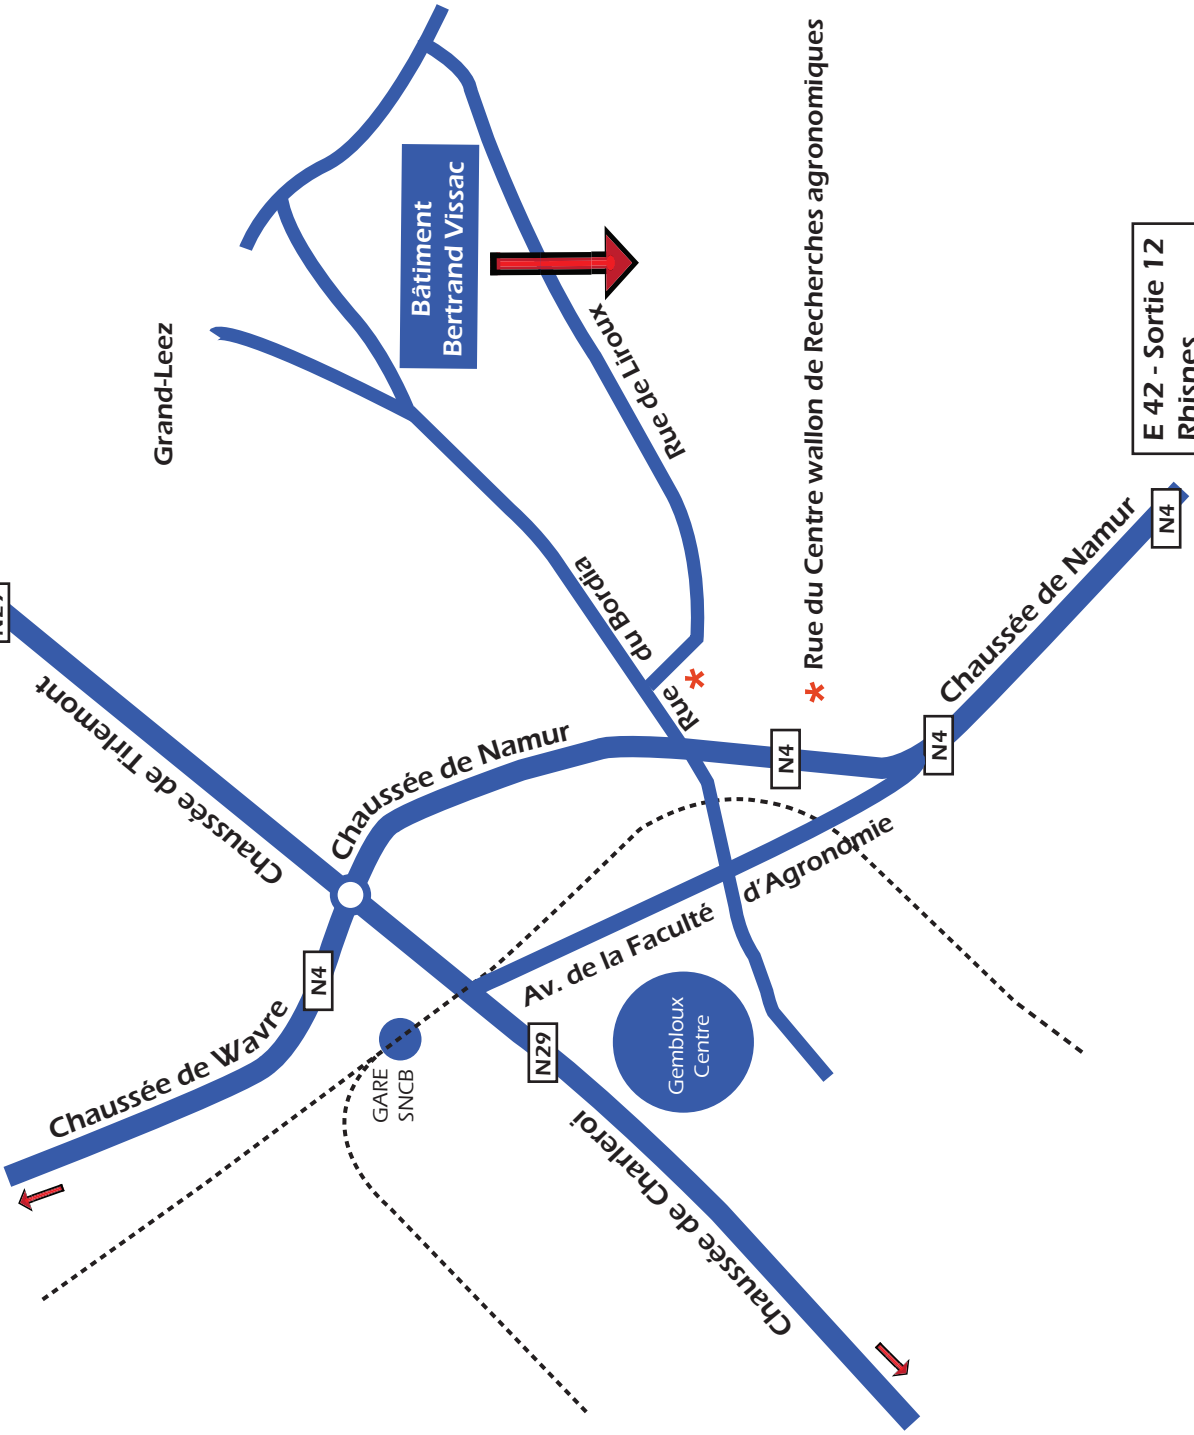 Grand-Leez
Bâtiment
Bertrand Vissac
Rue de Liroux
* Rue du Centre wallon de Recherches agronomiques
E 42 - Sortie 12
Rhisnes
Chaussée de Tirlemont
Rue du Bordia
*
Chaussée de Namur
N4
Chaussée de Namur
N4
N4
Chaussée de Wavre
N4
GARE
SNCB
N29
Av. de la Faculté d'Agronomie
Gembloux
Centre
Chaussée de Charleroi